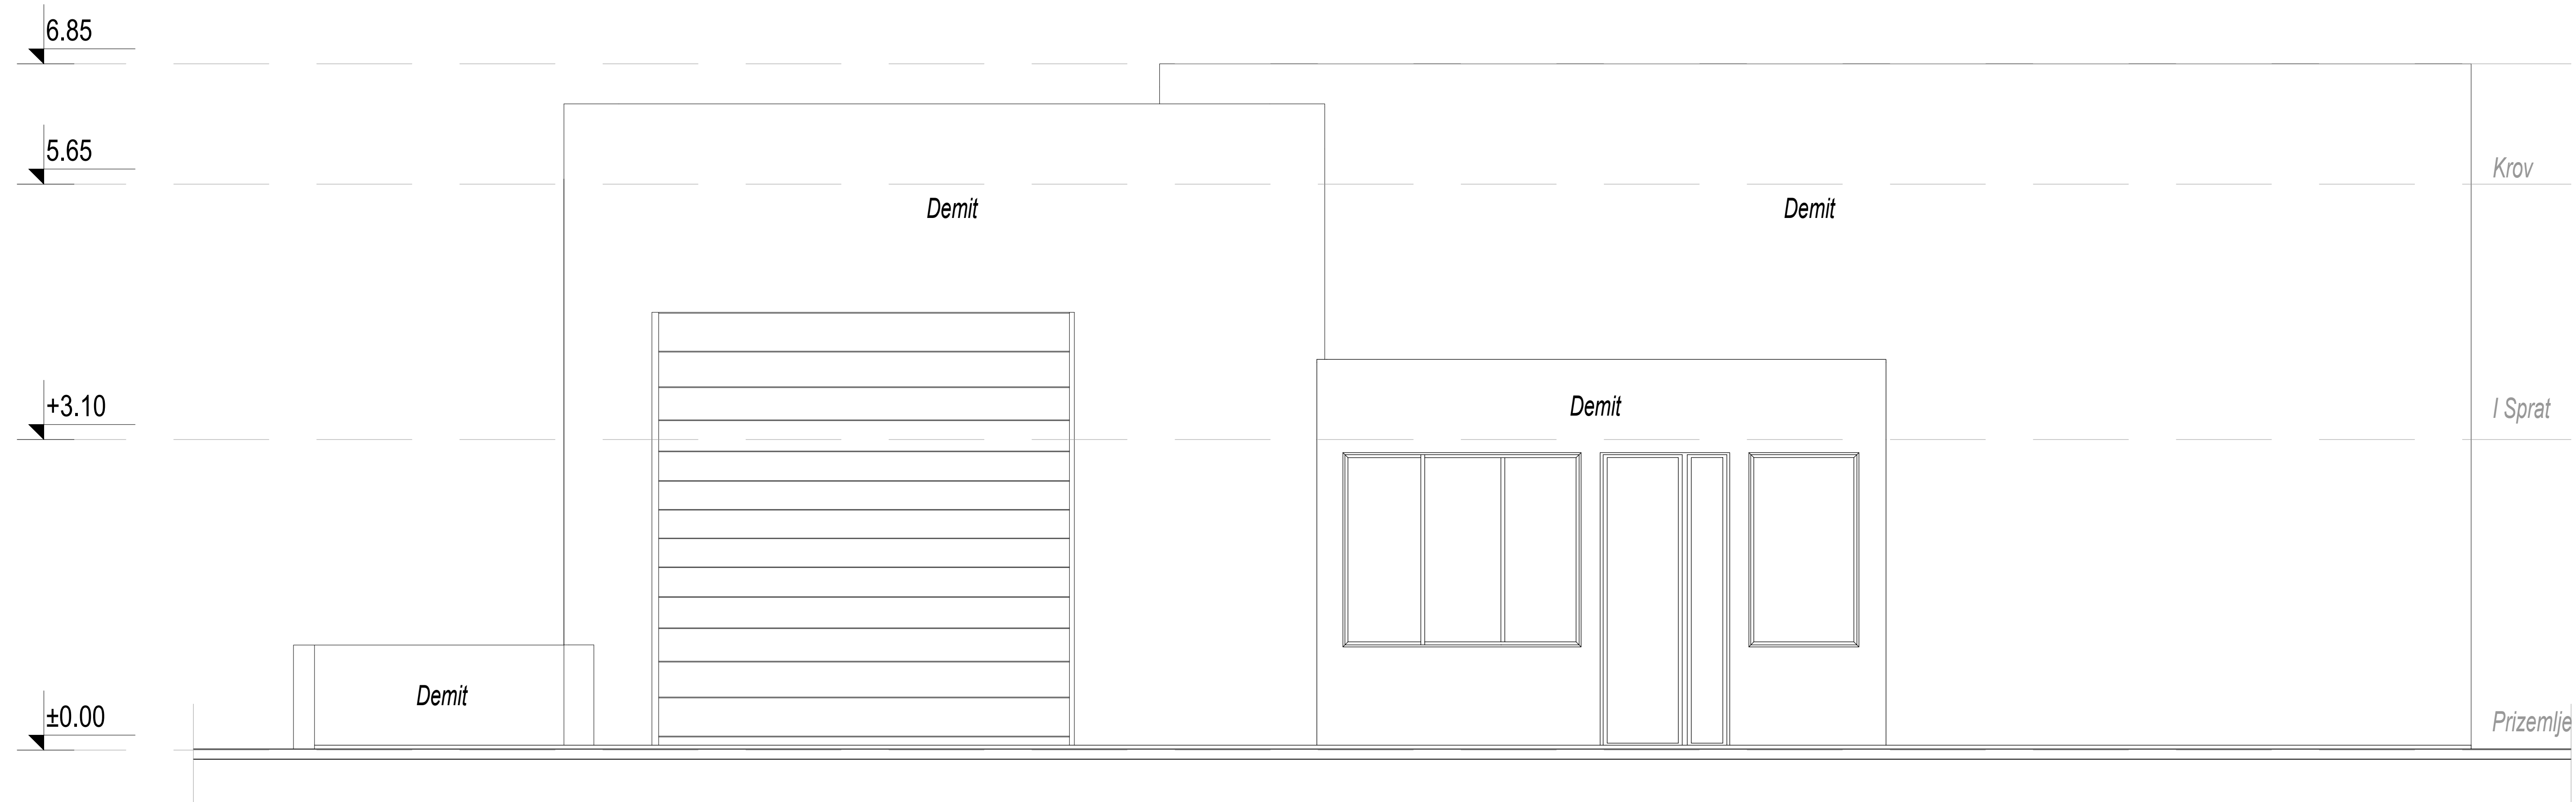 6.85
5.65
Krov
Demit
Demit
+3.10
I Sprat
Demit
Demit
±0.00
Prizemlje